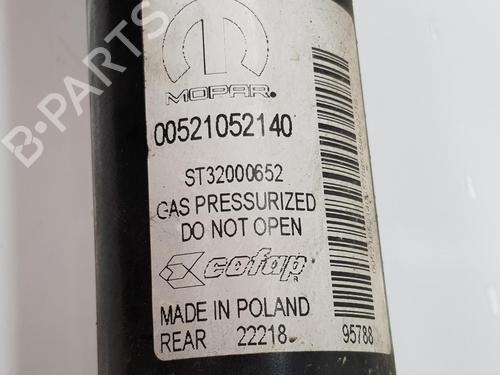 MOPAR®
00521052140
ST32000652
GAS PRESSURIZED
DO NOT OPEN
cofap®
MADE IN POLAND
REAR 22218
95788
B-PARTS